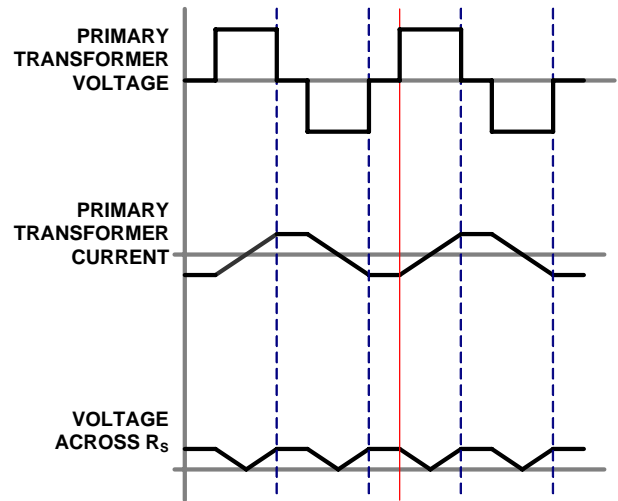 PRIMARY
TRANSFORMER
VOLTAGE
PRIMARY
TRANSFORMER
CURRENT
VOLTAGE
ACROSS RS